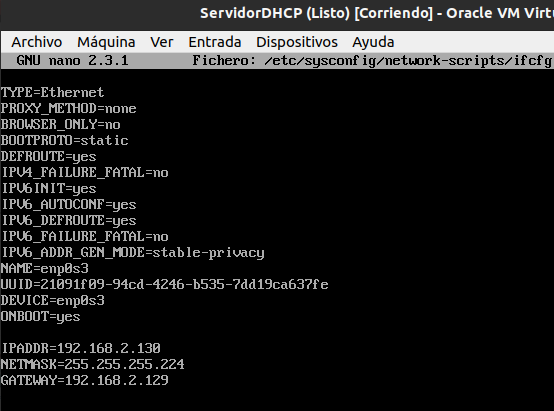 ServidorDHCP (Listo) [Corriendo] - Oracle VM Virtu
Archivo Máquina Ver Entrada Dispositivos Ayuda
GNU nano 2.3.1 Fichero: /etc/sysconfig/network-scripts/ifcfg
TYPE=Ethernet
PROXY_METHOD=none
BROWSER_ONLY=no
BOOTPROTO=static
DEFROUTE=yes
IPV4_FAILURE_FATAL=no
IPV6INIT=yes
IPV6_AUTOCONF=yes
IPV6_DEFROUTE=yes
IPV6_FAILURE_FATAL=no
IPV6_ADDR_GEN_MODE=stable-privacy
NAME=enp0s3
UUID=21091f09-94cd-4246-b535-7dd19ca637fe
DEVICE=enp0s3
ONBOOT=yes
IPADDR=192.168.2.130
NETMASK=255.255.255.224
GATEWAY=192.168.2.129